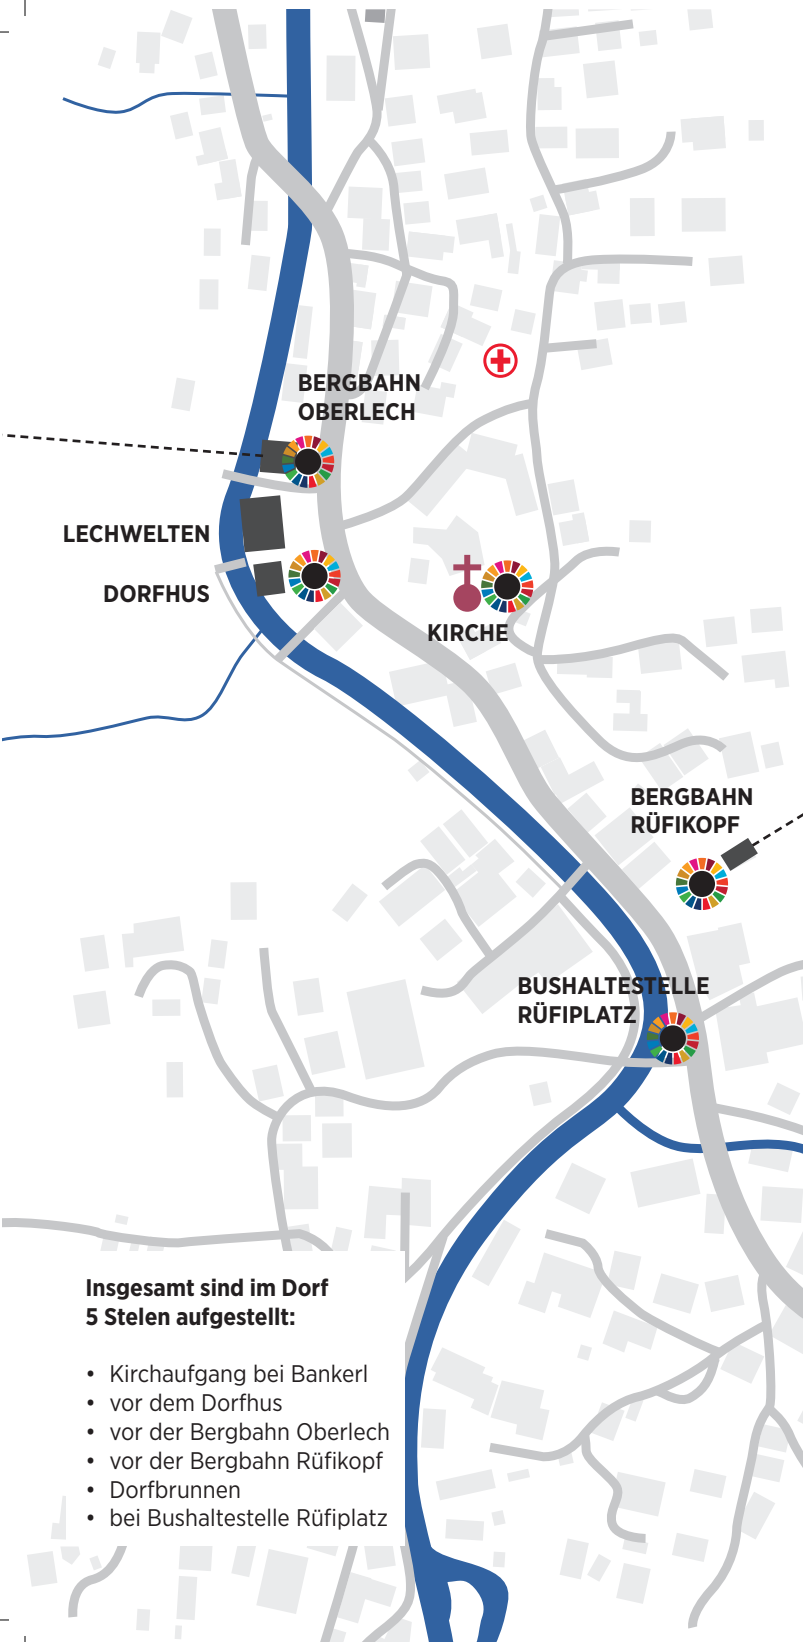 BERGBAHN
OBERLECH
LECHWELTEN
DORFHUS
KIRCHE
BERGBAHN
RÜFIKOPF
BUSHALTESTELLE
RÜFIPLATZ
Insgesamt sind im Dorf
5 Stelen aufgestellt:
• Kirchaufgang bei Bankerl
• vor dem Dorfhus
• vor der Bergbahn Oberlech
• vor der Bergbahn Rüfikopf
• Dorfbrunnen
• bei Bushaltestelle Rüfiplatz